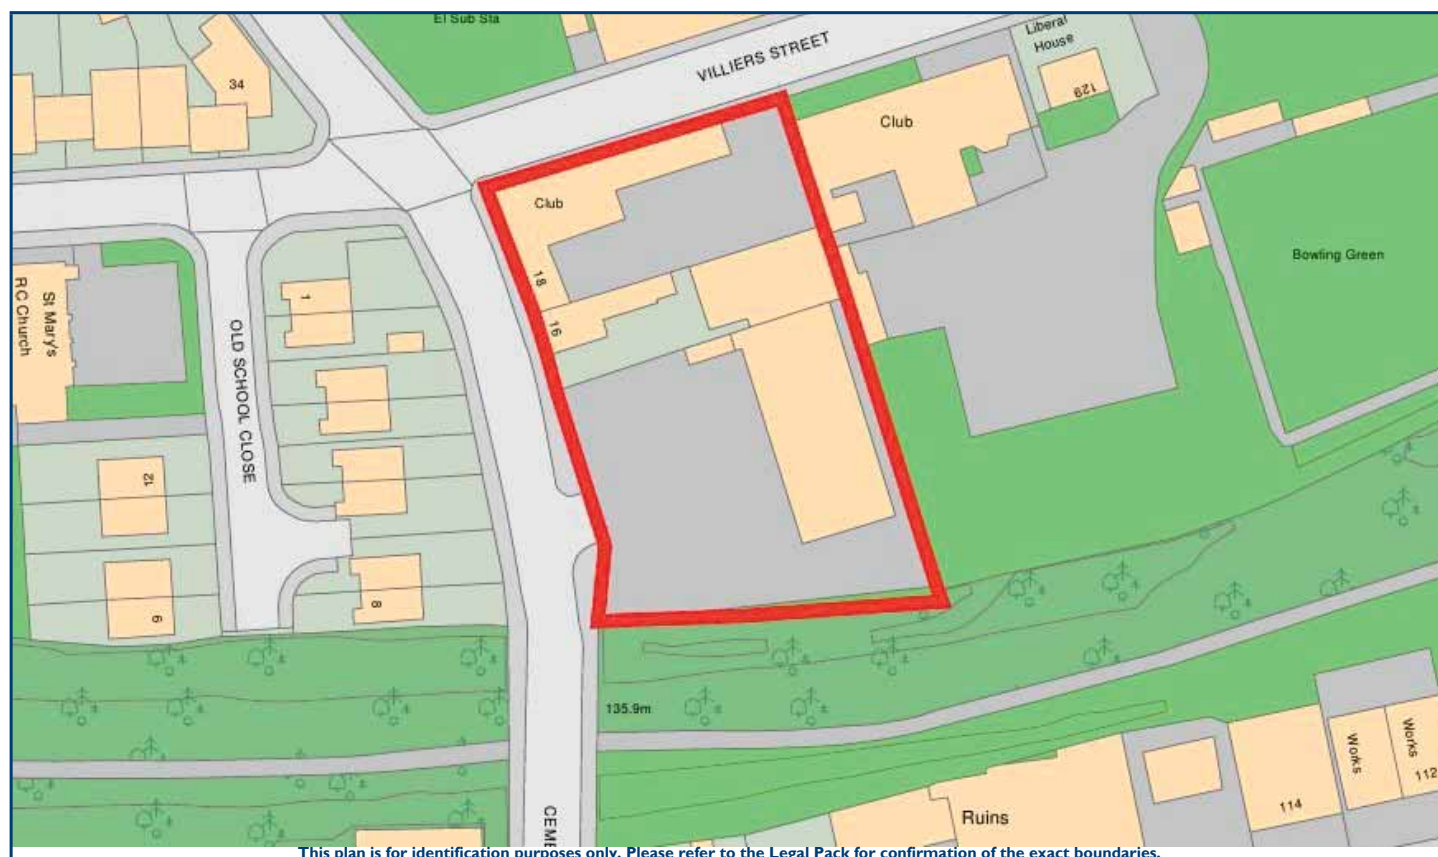 El Sub Sta
VILLIERS STREET
Liberal
House
34
129
Club
Club
18
16
Bowling Green
St Mary's
RC Church
1
OLD SCHOOL CLOSE
12
8
6
135.9m
Works
Works
112
114
Ruins
CEME
This plan is for identification purposes only. Please refer to the Legal Pack for confirmation of the exact boundaries.